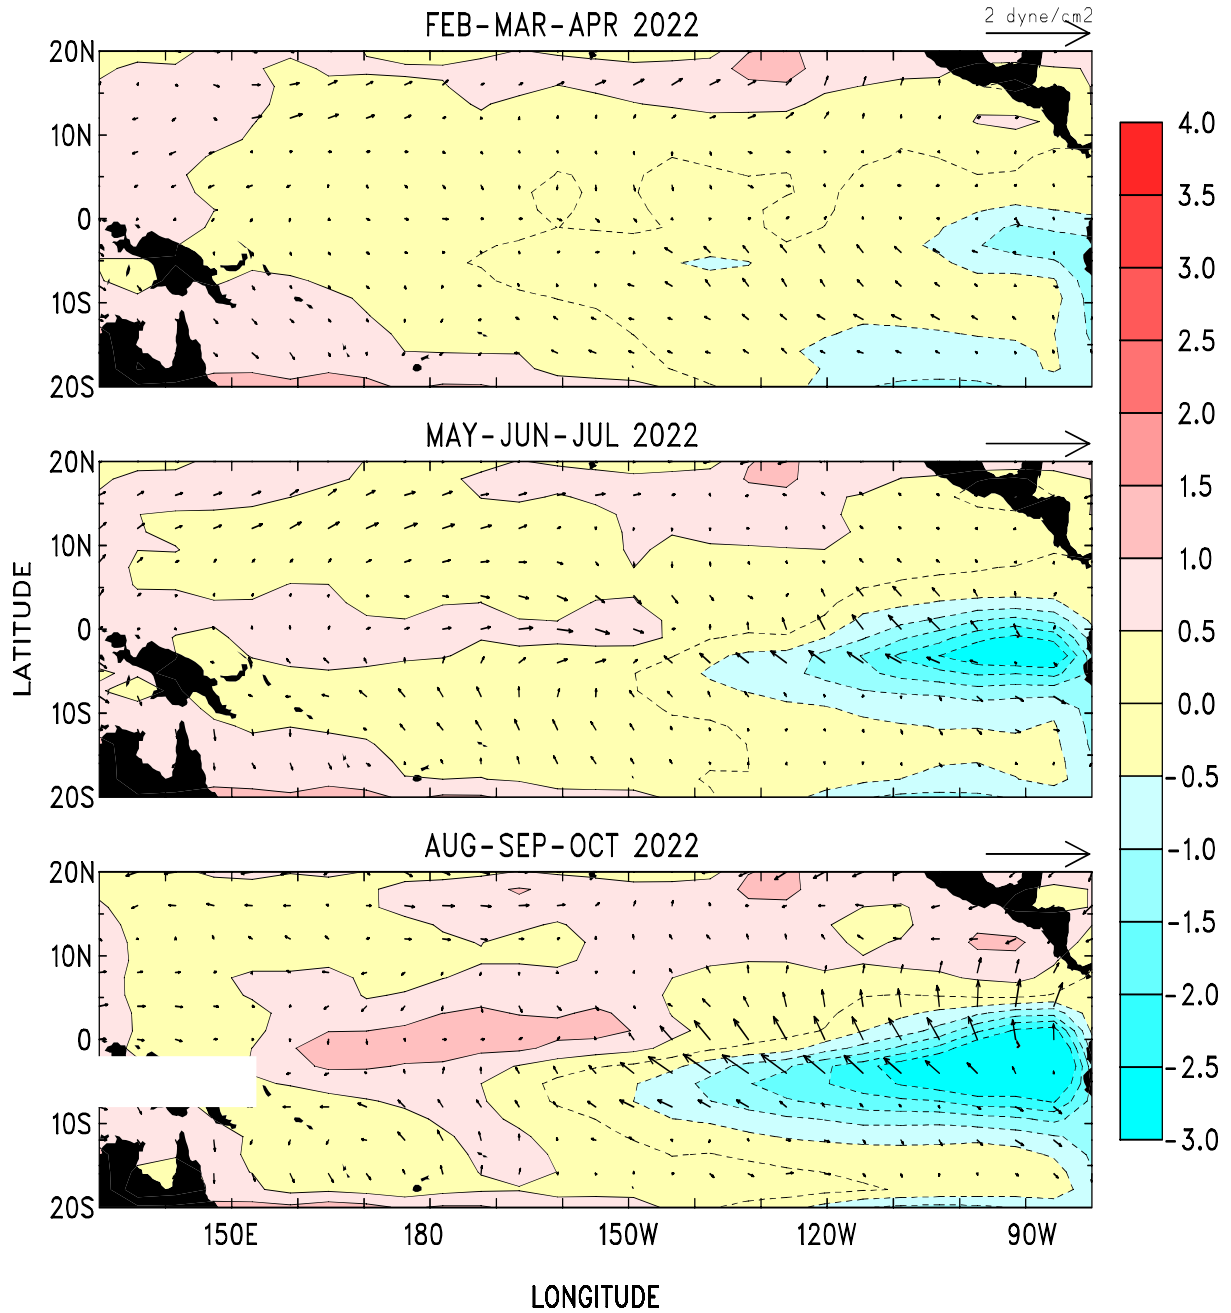 FEB-MAR-APR 2022
2 dyne/cm2
20N
10N
0
10S
20S
MAY-JUN-JUL 2022
20N
10N
0
10S
20S
LATITUDE
AUG-SEP-OCT 2022
20N
10N
0
10S
20S
150E 180 150W 120W 90W
LONGITUDE
4.0
3.5
3.0
2.5
2.0
1.5
1.0
0.5
0.0
-0.5
-1.0
-1.5
-2.0
-2.5
-3.0